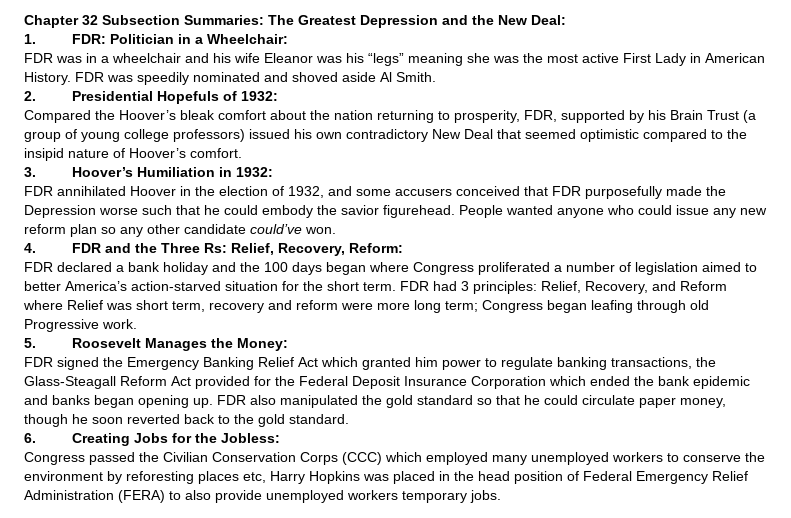 Chapter 32 Subsection Summaries: The Greatest Depression and the New Deal:
1. FDR: Politician in a Wheelchair:
FDR was in a wheelchair and his wife Eleanor was his “legs” meaning she was the most active First Lady in American
History. FDR was speedily nominated and shoved aside Al Smith.
2. Presidential Hopefuls of 1932:
Compared the Hoover’s bleak comfort about the nation returning to prosperity, FDR, supported by his Brain Trust (a
group of young college professors) issued his own contradictory New Deal that seemed optimistic compared to the
insipid nature of Hoover’s comfort.
3. Hoover’s Humiliation in 1932:
FDR annihilated Hoover in the election of 1932, and some accusers conceived that FDR purposefully made the
Depression worse such that he could embody the savior figurehead. People wanted anyone who could issue any new
reform plan so any other candidate could’ve won.
4. FDR and the Three Rs: Relief, Recovery, Reform:
FDR declared a bank holiday and the 100 days began where Congress proliferated a number of legislation aimed to
better America’s action-starved situation for the short term. FDR had 3 principles: Relief, Recovery, and Reform
where Relief was short term, recovery and reform were more long term; Congress began leafing through old
Progressive work.
5. Roosevelt Manages the Money:
FDR signed the Emergency Banking Relief Act which granted him power to regulate banking transactions, the
Glass-Steagall Reform Act provided for the Federal Deposit Insurance Corporation which ended the bank epidemic
and banks began opening up. FDR also manipulated the gold standard so that he could circulate paper money,
though he soon reverted back to the gold standard.
6. Creating Jobs for the Jobless:
Congress passed the Civilian Conservation Corps (CCC) which employed many unemployed workers to conserve the
environment by reforesting places etc, Harry Hopkins was placed in the head position of Federal Emergency Relief
Administration (FERA) to also provide unemployed workers temporary jobs.